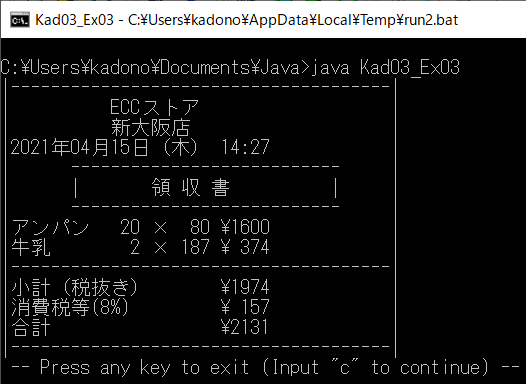 Kad03_Ex03 - C:¥Users¥kadono¥AppData¥Local¥Temp¥run2.bat
C:¥Users¥kadono¥Documents¥Java>java Kad03_Ex03
|--------------------------------------|
ECCストア
新大阪店
2021年04月15日 (木) 14:27
---------------------------
| 領 収 書 |
---------------------------
アンパン 20 × 80 ¥1600
牛乳 2 × 187 ¥ 374
|--------------------------------------|
小計 (税抜き) ¥1974
消費税等(8%) ¥ 157
合計 ¥2131
|--------------------------------------|
-- Press any key to exit (Input "c" to continue) --